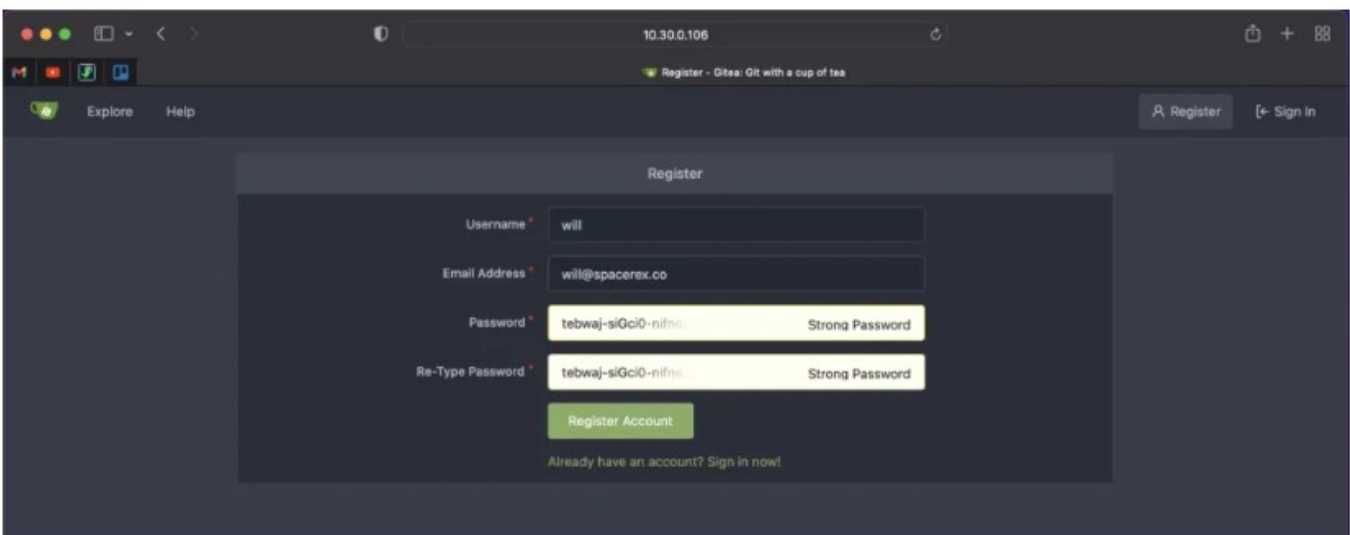 10.30.0.106
Register - Gitea: Git with a cup of tea
Explore Help Register Sign In
Register
Username * will
Email Address * will@spacerex.co
Password * tebwaj-siGci0-nifn Strong Password
Re-Type Password * tebwaj-siGci0-nifn Strong Password
Register Account
Already have an account? Sign in now!